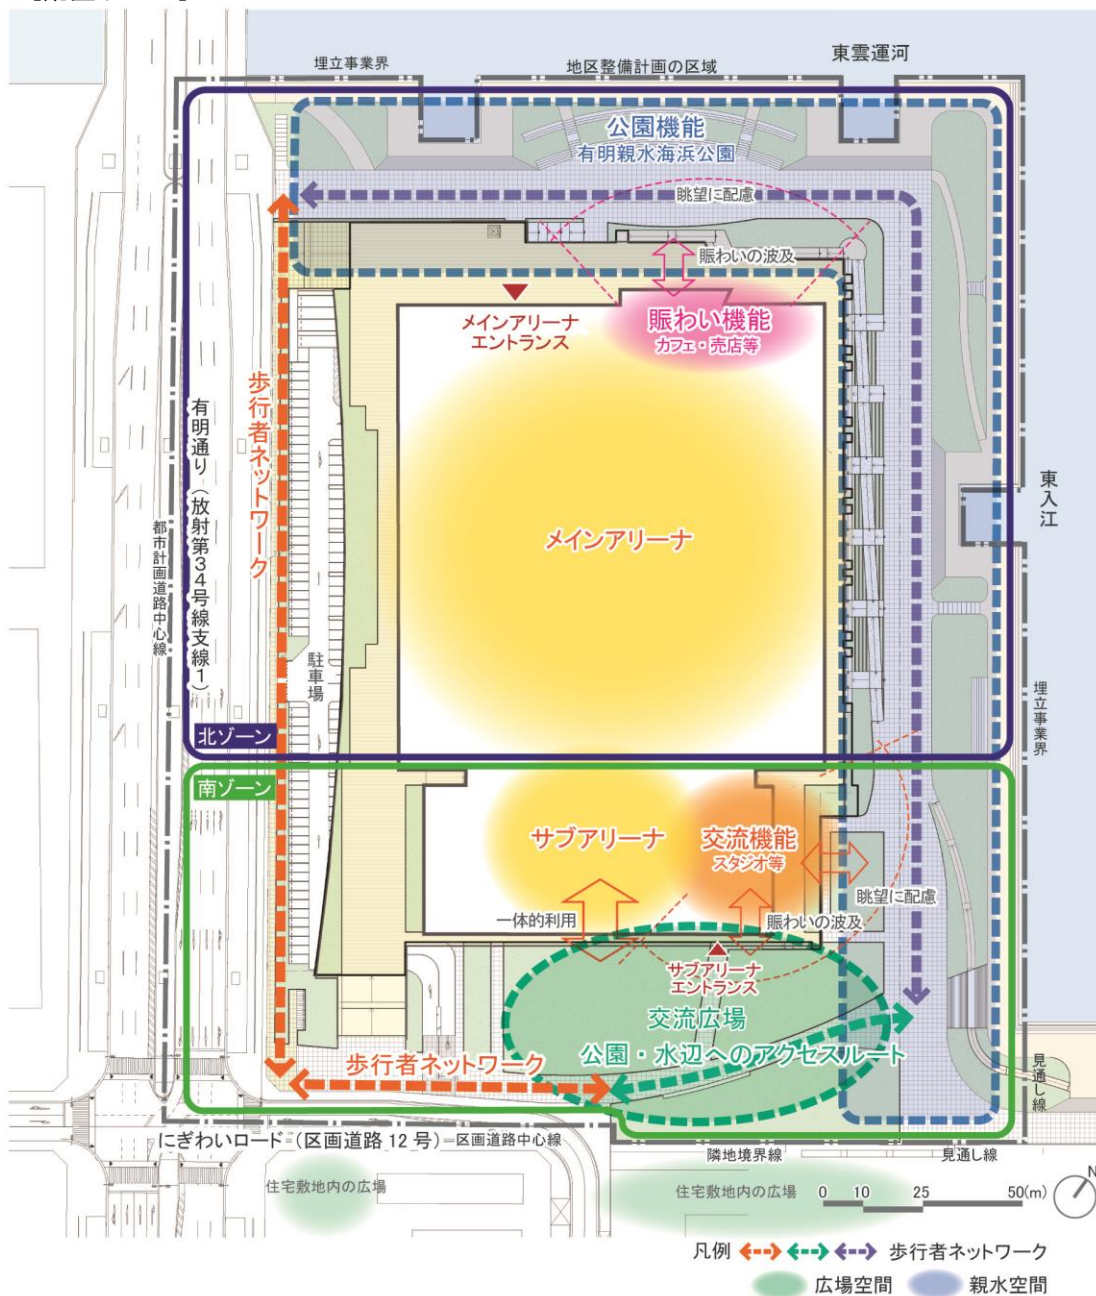 埋立事業界
地区整備計画の区域
東雲運河
公園機能
有明親水海浜公園
眺望に配慮
賑わいの波及
メインアリーナ
エントランス
賑わい機能
カフェ・売店等
歩行者ネットワーク
有明通り（放射第34号線支線1）
都市計画道路中心線
メインアリーナ
東入江
駐車場
埋立事業界
北ゾーン
南ゾーン
サブアリーナ
交流機能
スタジオ等
一体的利用
賑わいの波及
眺望に配慮
サブアリーナ
エントランス
交流広場
公園・水辺へのアクセスルート
歩行者ネットワーク
見通し線
にぎわいロード（区画道路12号）
区画道路中心線
隣地境界線
見通し線
住宅敷地内の広場
住宅敷地内の広場
0 10 25 50(m)
N
凡例 歩行者ネットワーク
広場空間 親水空間